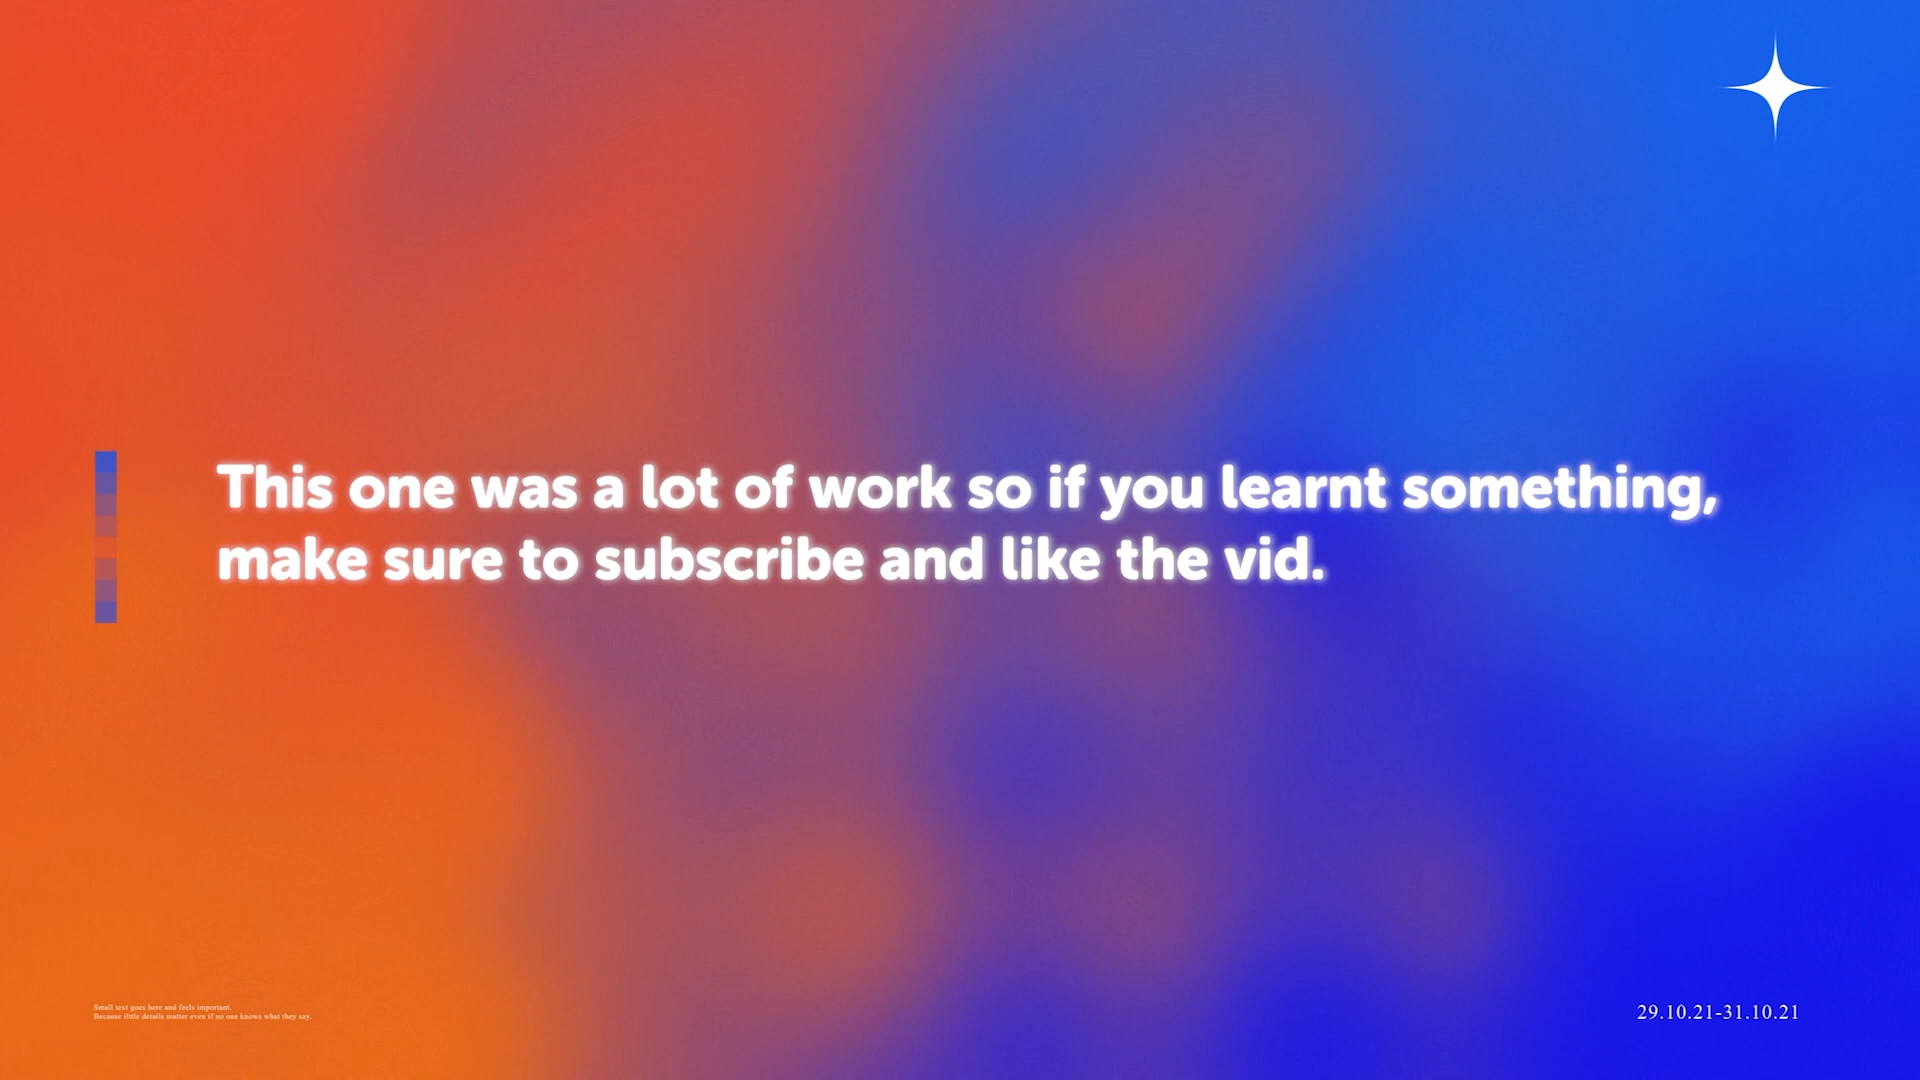 This one was a lot of work so if you learnt something,
make sure to subscribe and like the vid.
Small text goes here and feels important.
Because little details matter even if no one knows what they say.
29.10.21-31.10.21